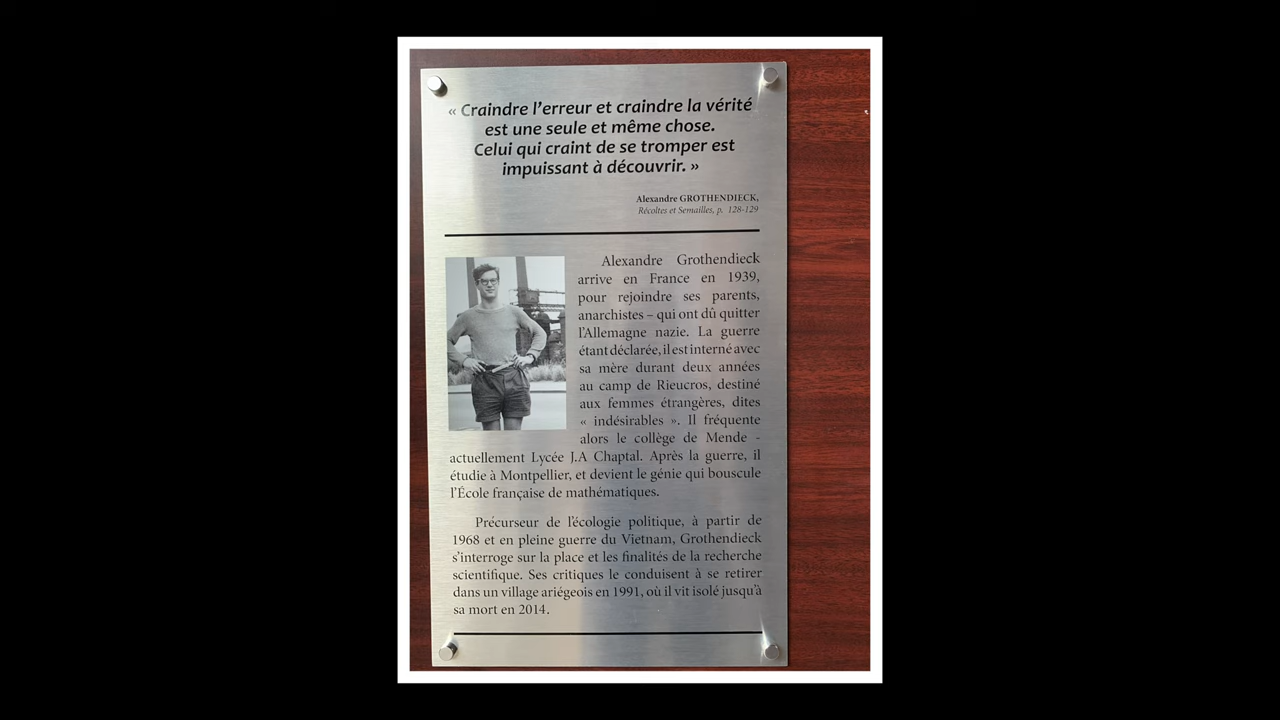 « Craindre l'erreur et craindre la vérité
est une seule et même chose.
Celui qui craint de se tromper est
impuissant à découvrir. »
Alexandre GROTHENDIECK,
Récoltes et Semailles, p. 128-129
Alexandre Grothendieck
arrive en France en 1939,
pour rejoindre ses parents,
anarchistes – qui ont dû quitter
l'Allemagne nazie. La guerre
étant déclarée, il est interné avec
sa mère durant deux années
au camp de Rieucros, destiné
aux femmes étrangères, dites
« indésirables ». Il fréquente
alors le collège de Mende -
actuellement Lycée J.A Chaptal. Après la guerre, il
étudie à Montpellier, et devient le génie qui bouscule
l'École française de mathématiques.
Précurseur de l'écologie politique, à partir de
1968 et en pleine guerre du Vietnam, Grothendieck
s'interroge sur la place et les finalités de la recherche
scientifique. Ses critiques le conduisent à se retirer
dans un village ariégeois en 1991, où il vit isolé jusqu'à
sa mort en 2014.